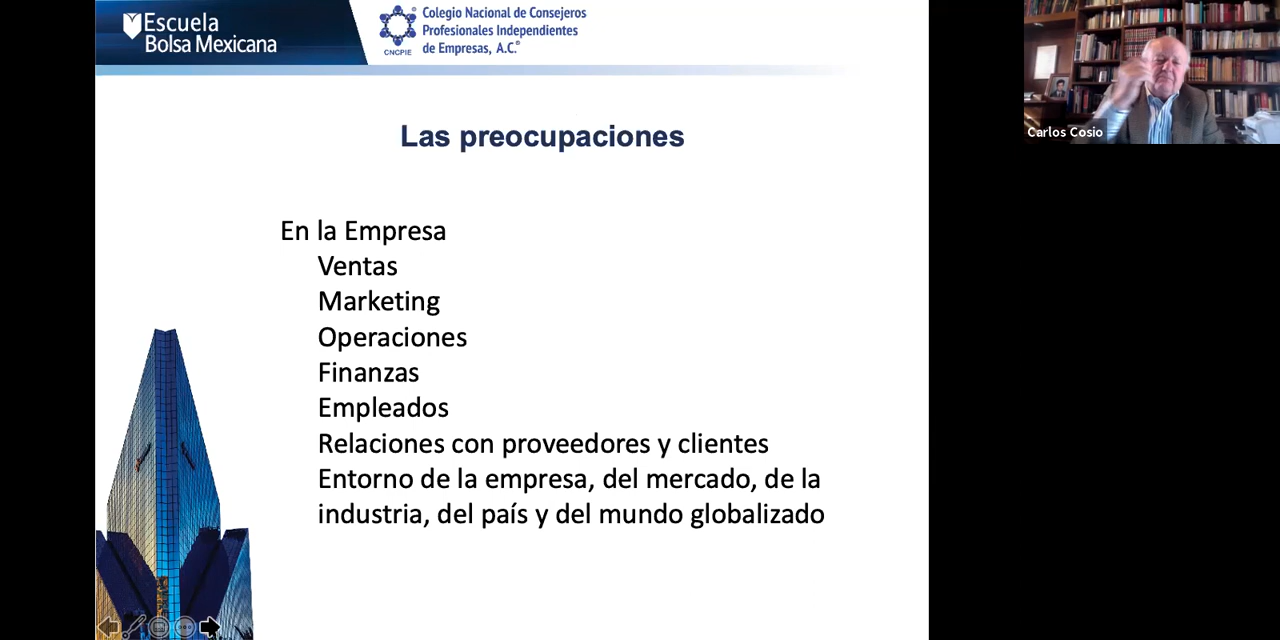 Escuela
Bolsa Mexicana
CNCPIE
Colegio Nacional de Consejeros
Profesionales Independientes
de Empresas, A.C.®
Carlos Cosio
Las preocupaciones
En la Empresa
Ventas
Marketing
Operaciones
Finanzas
Empleados
Relaciones con proveedores y clientes
Entorno de la empresa, del mercado, de la
industria, del país y del mundo globalizado